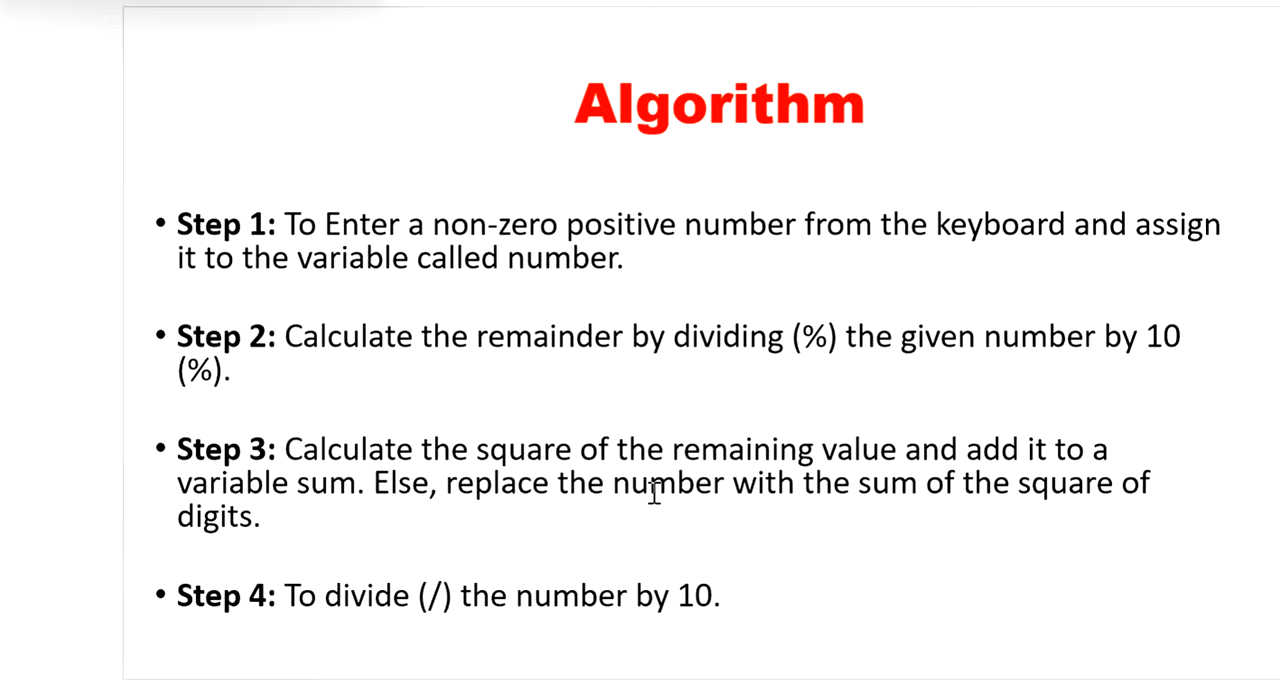 Algorithm
• Step 1: To Enter a non-zero positive number from the keyboard and assign
it to the variable called number.
• Step 2: Calculate the remainder by dividing (%) the given number by 10
(%).
• Step 3: Calculate the square of the remaining value and add it to a
variable sum. Else, replace the number with the sum of the square of
digits.
• Step 4: To divide (/) the number by 10.